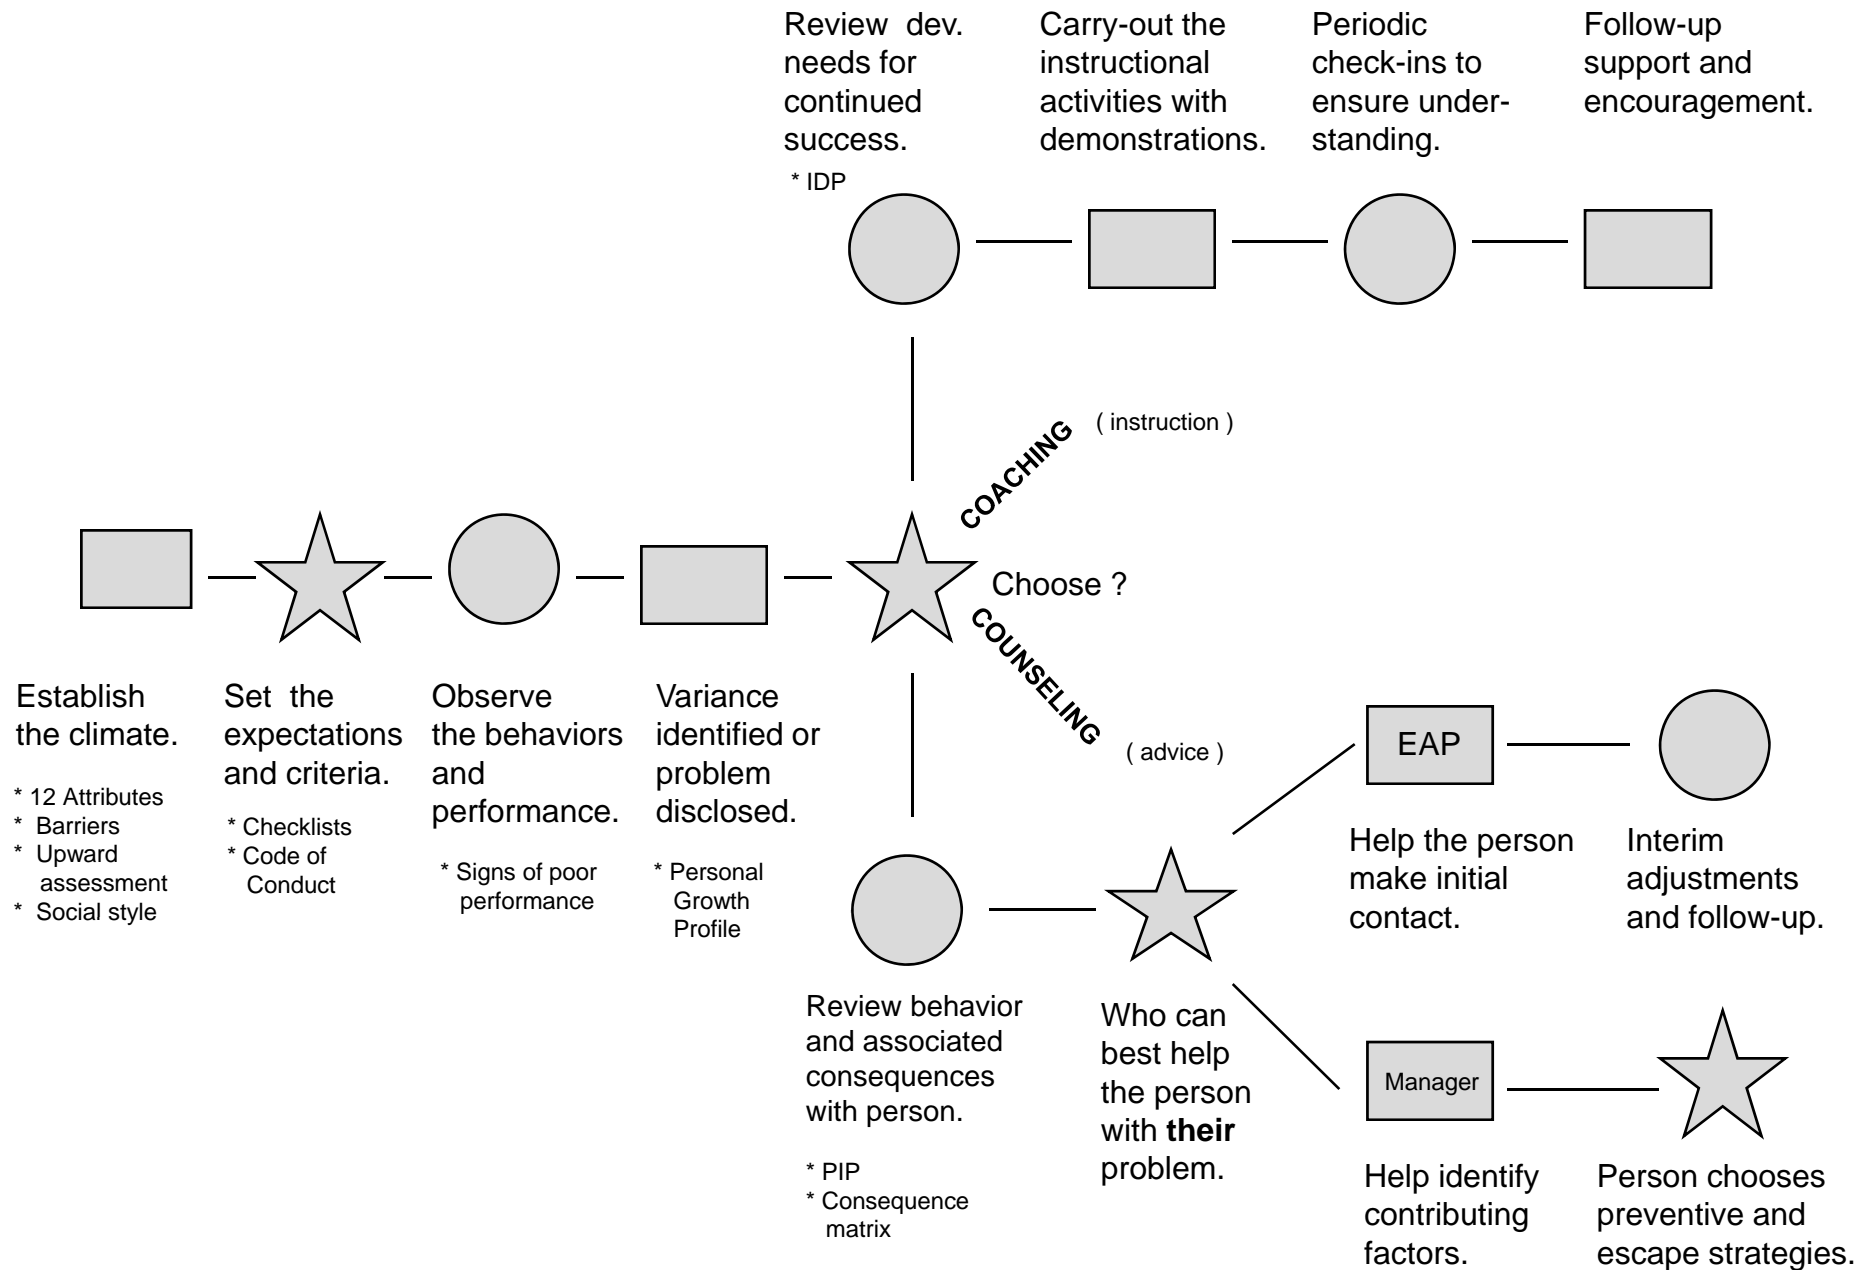 Review  dev.
needs for
continued
success.
* IDP
Carry-out the
instructional
activities with
demonstrations.
Periodic
check-ins to
ensure under-
standing.
Follow-up
support and
encouragement.
COACHING
( instruction )
Choose ?
COUNSELING
( advice )
Establish
the climate.
* 12 Attributes
*  Barriers
*  Upward
assessment
*  Social style
Set  the
expectations
and criteria.
* Checklists
* Code of
Conduct
Observe
the behaviors
and
performance.
* Signs of poor
performance
Variance
identified or
problem
disclosed.
* Personal
Growth
Profile
Review behavior
and associated
consequences
with person.
* PIP
* Consequence
matrix
Who can
best help
the person
with their
problem.
EAP
Help the person
make initial
contact.
Interim
adjustments
and follow-up.
Manager
Help identify
contributing
factors.
Person chooses
preventive and
escape strategies.